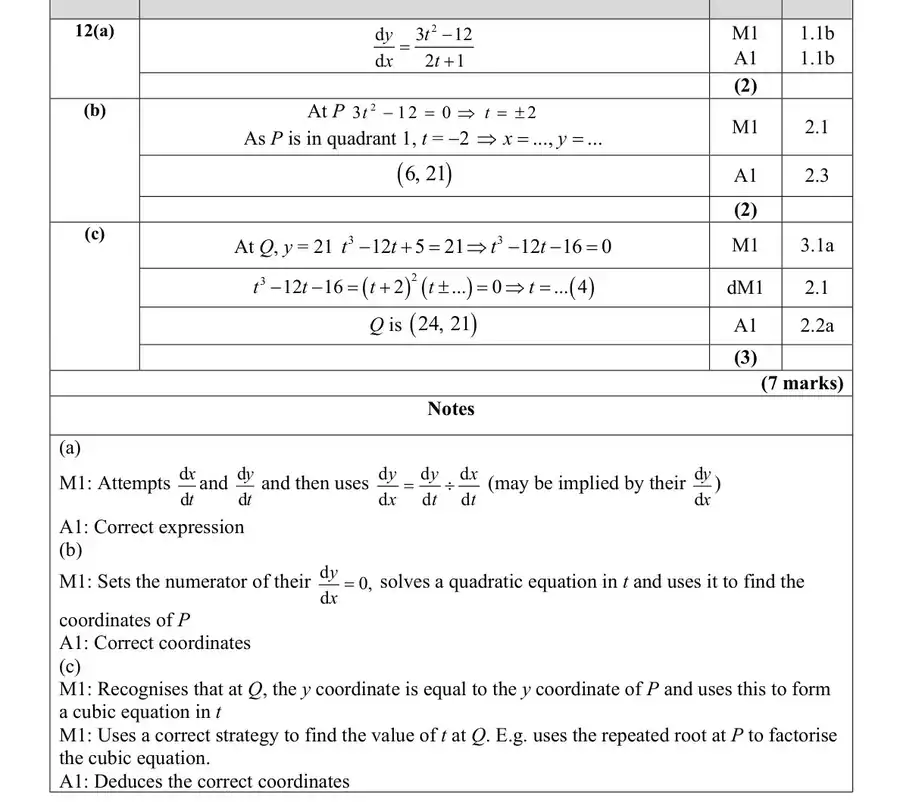 12(a) dy/dx = (3t² − 12)/(2t + 1) M1 1.1b
A1 1.1b
(2)
(b) At P 3t² − 12 = 0 ⇒ t = ±2
As P is in quadrant 1, t = −2 ⇒ x = ..., y = ... M1 2.1
(6, 21) A1 2.3
(2)
(c) At Q, y = 21 t³ − 12t + 5 = 21 ⇒ t³ − 12t − 16 = 0 M1 3.1a
t³ − 12t − 16 = (t + 2)² (t ± ...) = 0 ⇒ t = ...(4) dM1 2.1
Q is (24, 21) A1 2.2a
(3)
(7 marks)
Notes
(a)
M1: Attempts dx/dt and dy/dt and then uses dy/dx = dy/dt ÷ dx/dt (may be implied by their dy/dx)
A1: Correct expression
(b)
M1: Sets the numerator of their dy/dx = 0, solves a quadratic equation in t and uses it to find the
coordinates of P
A1: Correct coordinates
(c)
M1: Recognises that at Q, the y coordinate is equal to the y coordinate of P and uses this to form
a cubic equation in t
M1: Uses a correct strategy to find the value of t at Q. E.g. uses the repeated root at P to factorise
the cubic equation.
A1: Deduces the correct coordinates